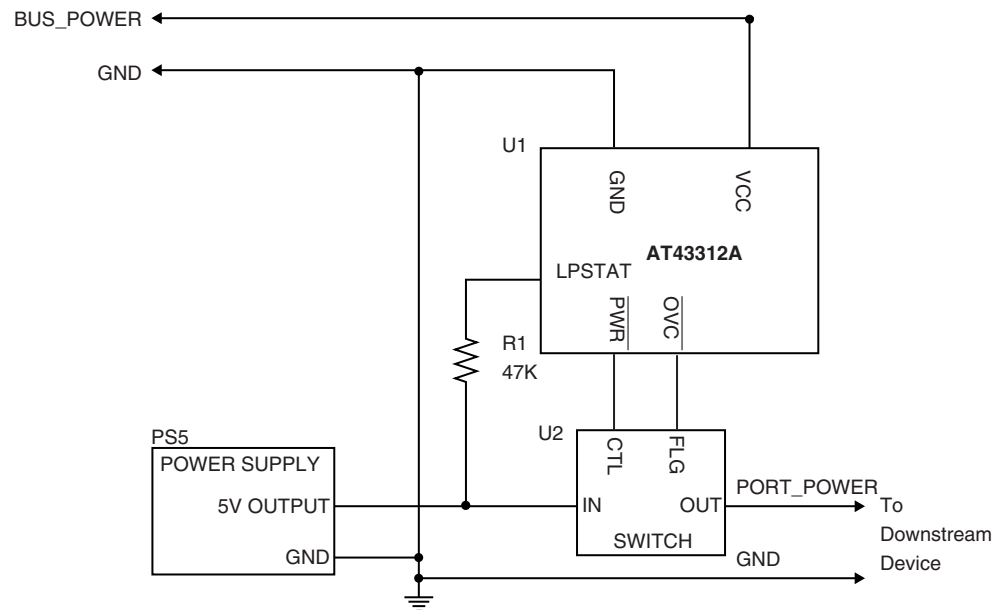 BUS_POWER
GND
U1
GND
VCC
AT43312A
LPSTAT
PWR
OVC
R1
47K
U2
PS5
CTL
FLG
POWER SUPPLY
5V OUTPUT
IN
OUT
PORT_POWER
To
Downstream
Device
SWITCH
GND
GND